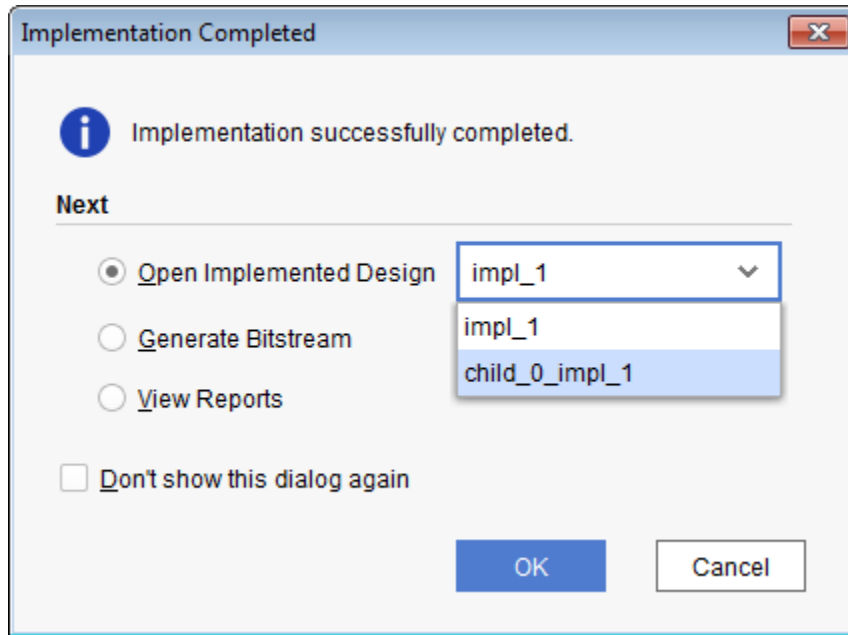 Implementation Completed
Implementation successfully completed.
Next
Open Implemented Design
impl_1
impl_1
child_0_impl_1
Generate Bitstream
View Reports
Don't show this dialog again
OK
Cancel